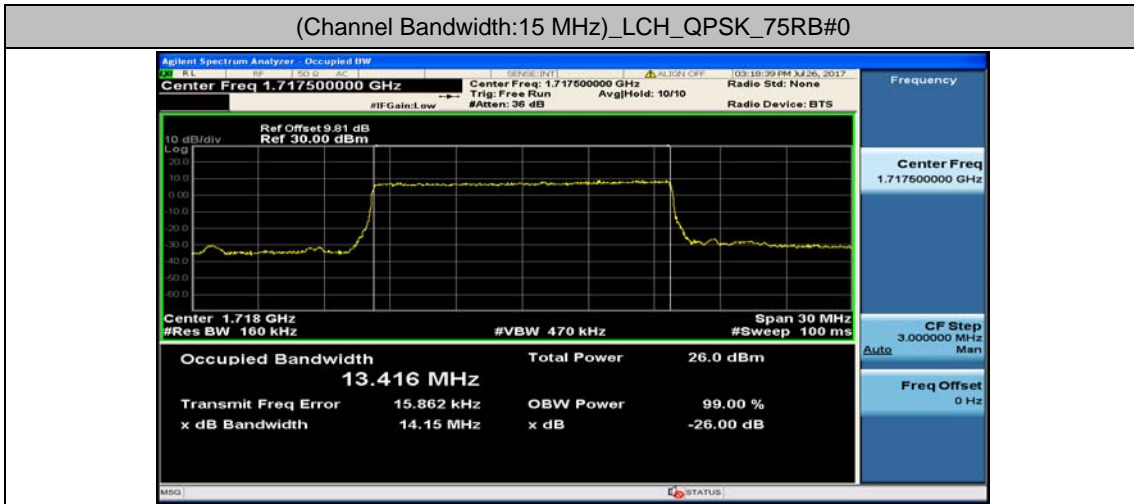 (Channel Bandwidth:15 MHz)_LCH_QPSK_75RB#0
Agilent Spectrum Analyzer - Occupied BW
LXI RL RF 50 Ω AC SENSE:INT ALIGN OFF 03:18:39 PM Jul 26, 2017
Center Freq 1.717500000 GHz
Center Freq: 1.717500000 GHz
Radio Std: None
Trig: Free Run Avg|Hold: 10/10
#IFGain:Low #Atten: 36 dB Radio Device: BTS
Ref Offset 9.81 dB
10 dB/div Ref 30.00 dBm
Log
20.0
10.0
0.00
-10.0
-20.0
-30.0
-40.0
-50.0
-60.0
Center 1.718 GHz Span 30 MHz
#Res BW 160 kHz #VBW 470 kHz #Sweep 100 ms
Occupied Bandwidth Total Power 26.0 dBm
13.416 MHz
Transmit Freq Error 15.862 kHz OBW Power 99.00 %
x dB Bandwidth 14.15 MHz x dB -26.00 dB
Frequency
Center Freq
1.717500000 GHz
CF Step
3.000000 MHz
Auto Man
Freq Offset
0 Hz
MSG STATUS